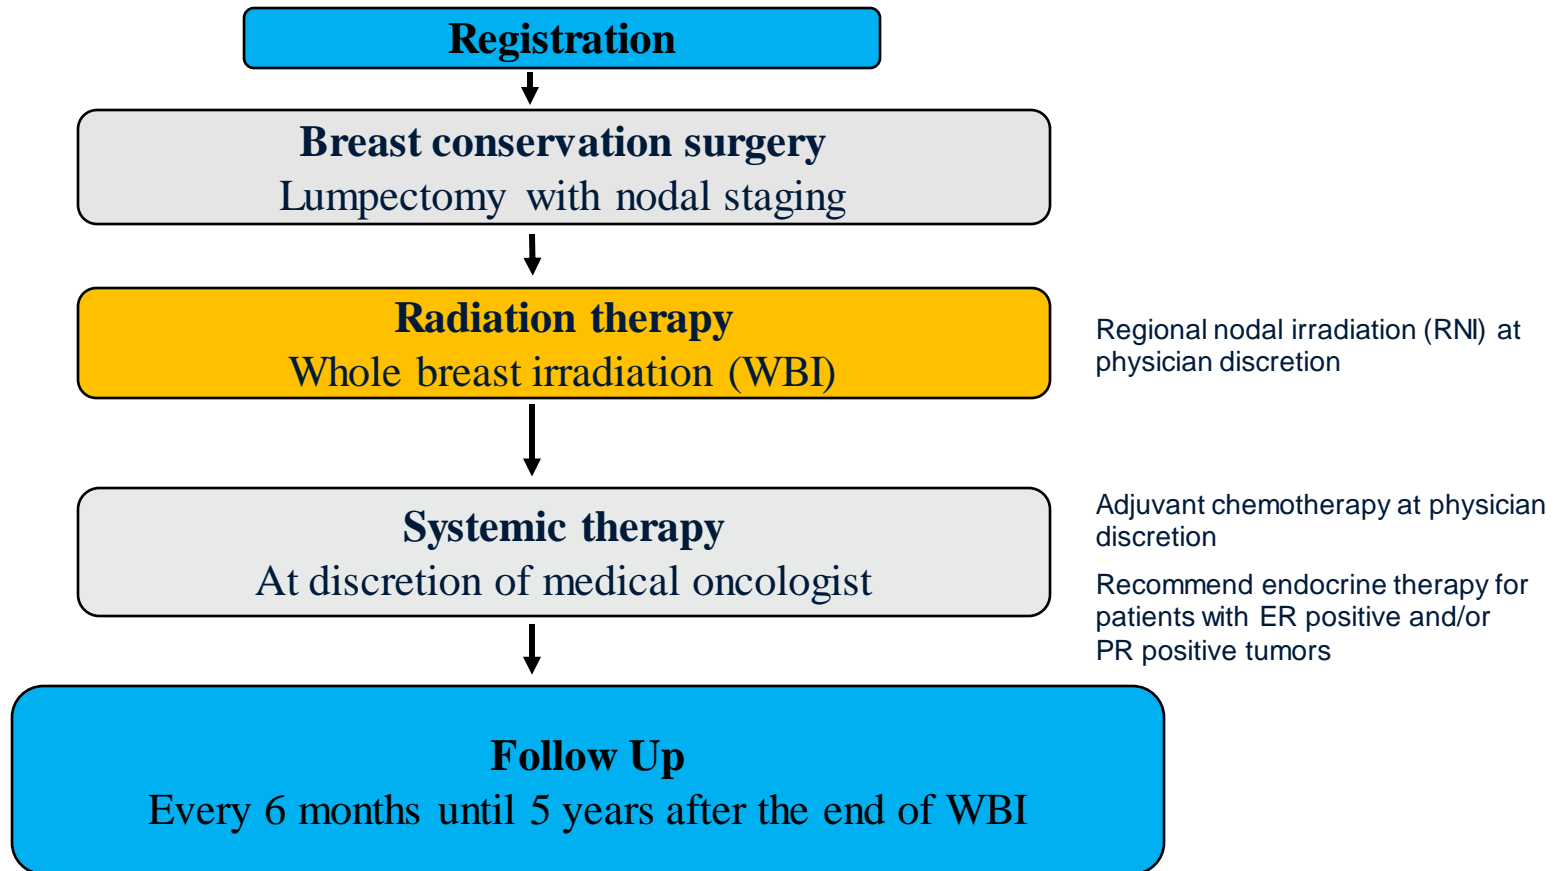 Registration
Breast conservation surgery
Lumpectomy with nodal staging
Radiation therapy
Whole breast irradiation (WBI)
Regional nodal irradiation (RNI) at
physician discretion
Systemic therapy
At discretion of medical oncologist
Adjuvant chemotherapy at physician
discretion
Recommend endocrine therapy for
patients with ER positive and/or
PR positive tumors
Follow Up
Every 6 months until 5 years after the end of WBI